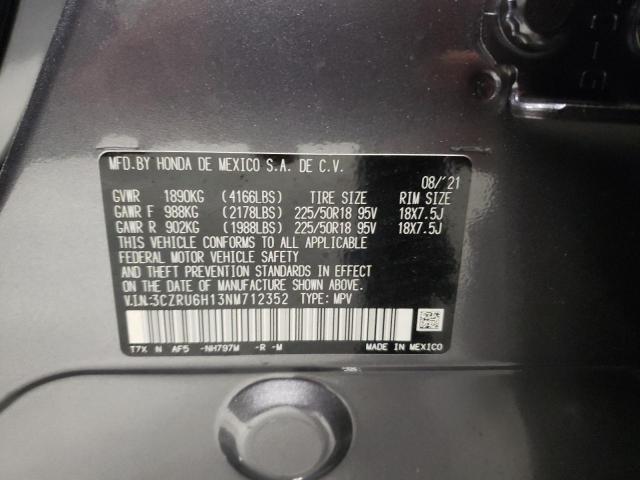 MFD.BY HONDA DE MEXICO S.A. DE C.V.
08/'21
GVWR 1890KG (4166LBS) TIRE SIZE RIM SIZE
GAWR F 988KG (2178LBS) 225/50R18 95V 18X7.5J
GAWR R 902KG (1988LBS) 225/50R18 95V 18X7.5J
THIS VEHICLE CONFORMS TO ALL APPLICABLE
FEDERAL MOTOR VEHICLE SAFETY
AND THEFT PREVENTION STANDARDS IN EFFECT
ON THE DATE OF MANUFACTURE SHOWN ABOVE.
V.I.N.:3CZRU6H13NM712352 TYPE: MPV
T7X N AF5 -NH797M -R -M MADE IN MEXICO